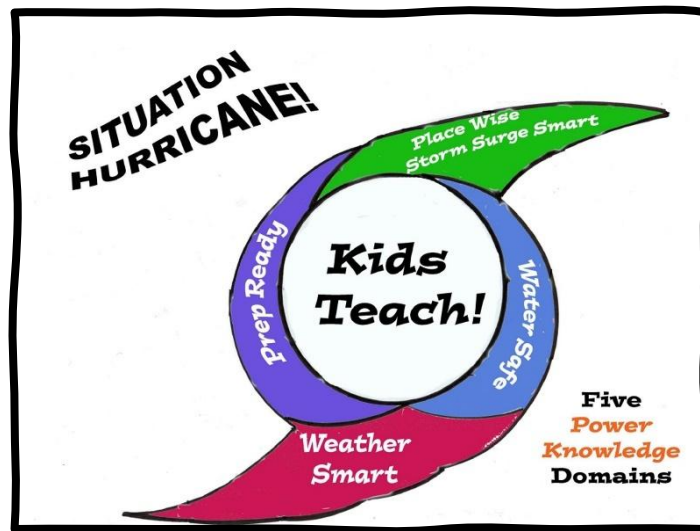 SITUATION
HURRICANE!
Place Wise
Storm Surge Smart
Prep Ready
Kids
Teach!
Water Safe
Weather
Smart
Five
Power
Knowledge
Domains